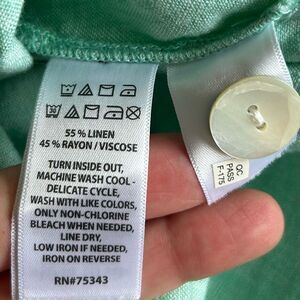 55% LINEN
45% RAYON / VISCOSE
TURN INSIDE OUT,
MACHINE WASH COOL -
DELICATE CYCLE,
WASH WITH LIKE COLORS,
ONLY NON-CHLORINE
BLEACH WHEN NEEDED,
LINE DRY,
LOW IRON IF NEEDED,
IRON ON REVERSE
RN#75343
QC
PASS
F-175